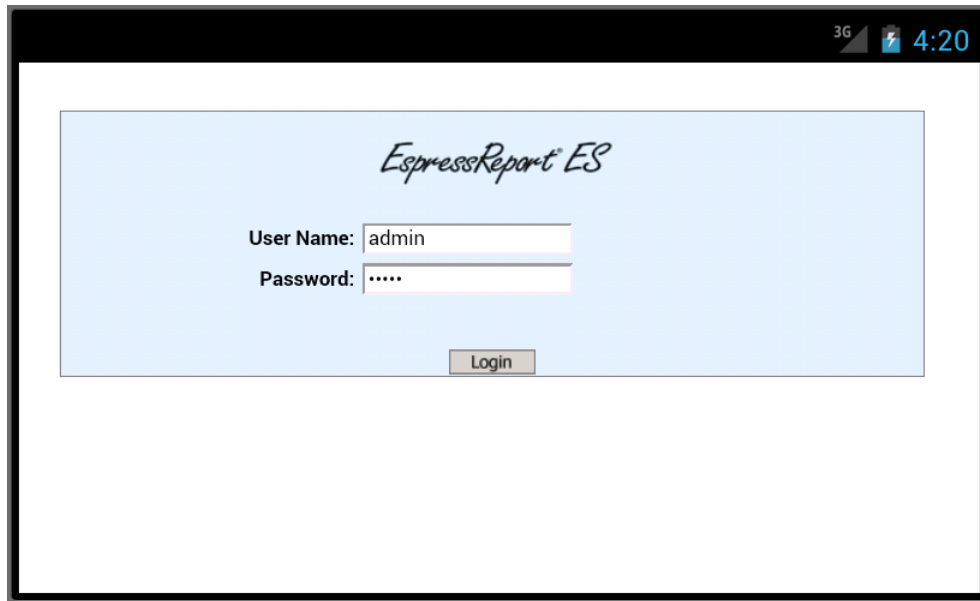 3G 4:20
EspressReport® ES
User Name: admin
Password: •••••
Login